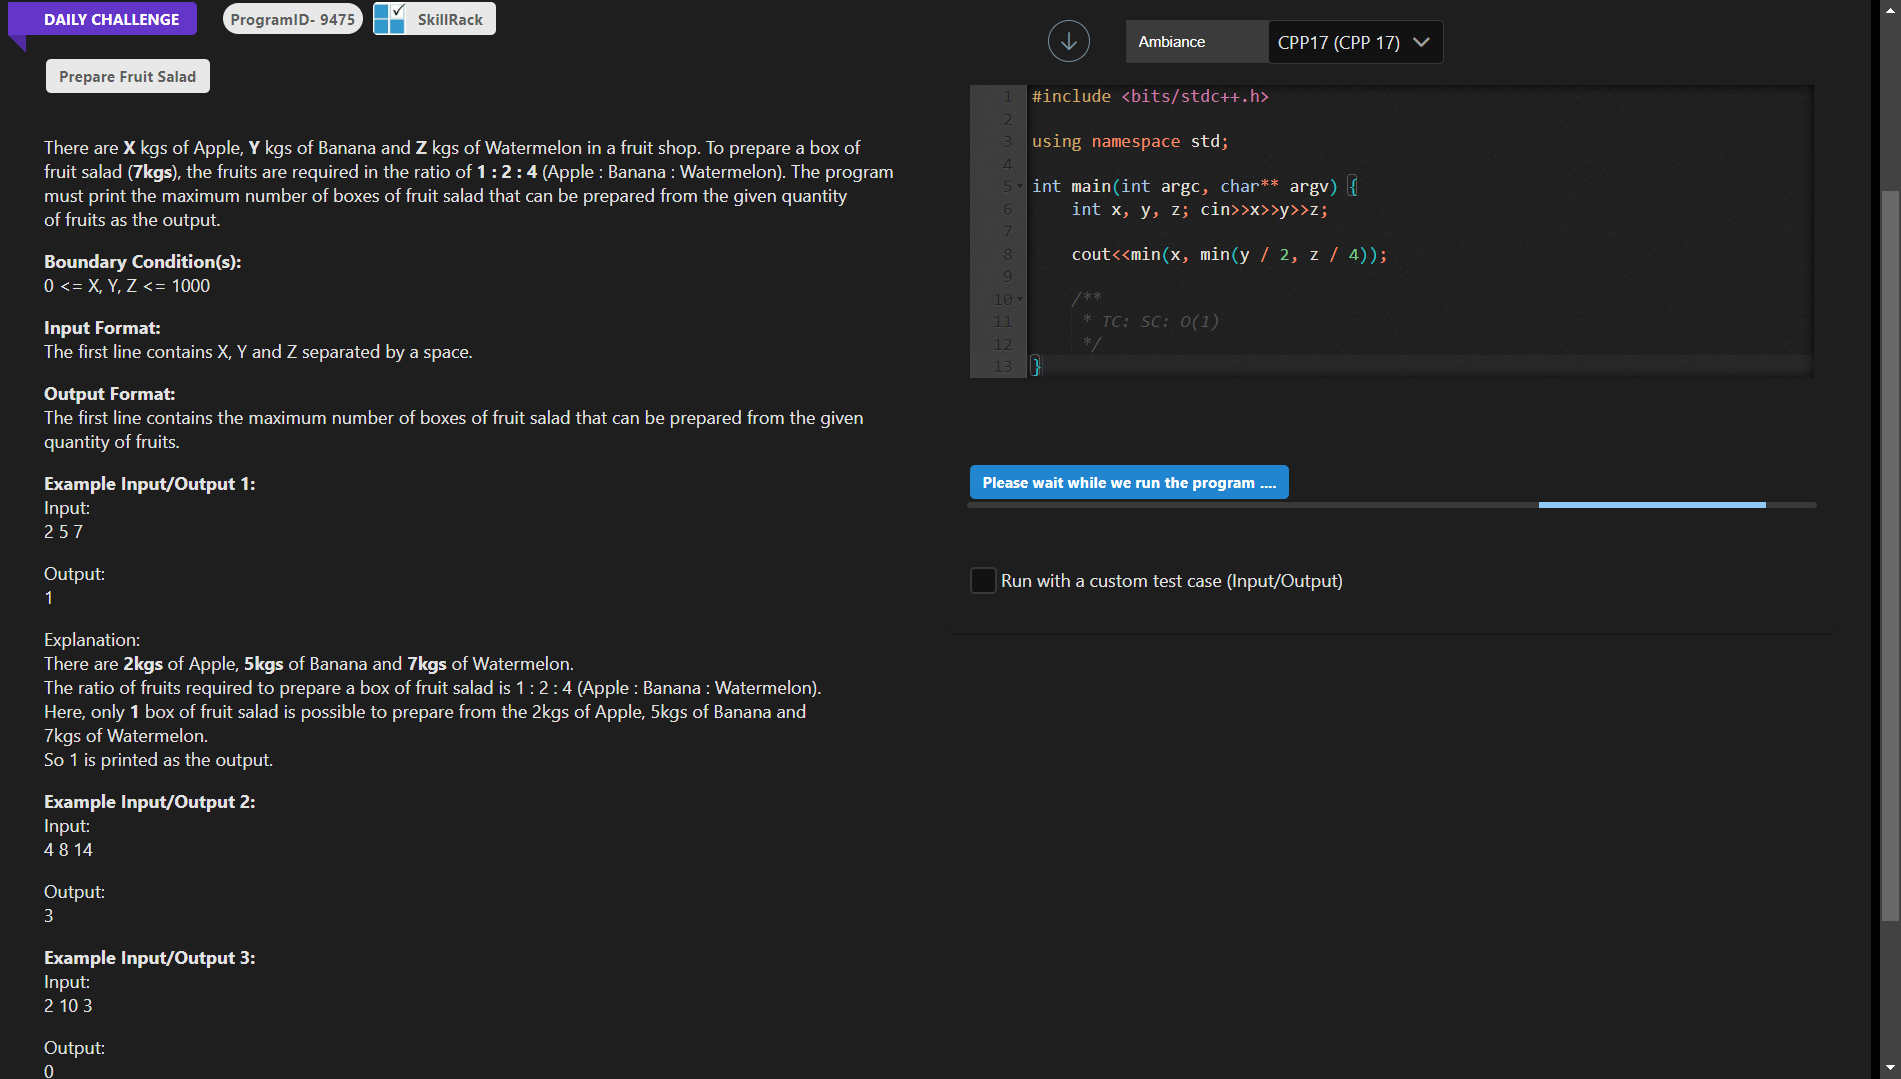 DAILY CHALLENGE
ProgramID- 9475
SkillRack
Prepare Fruit Salad
There are X kgs of Apple, Y kgs of Banana and Z kgs of Watermelon in a fruit shop. To prepare a box of
fruit salad (7kgs), the fruits are required in the ratio of 1 : 2 : 4 (Apple : Banana : Watermelon). The program
must print the maximum number of boxes of fruit salad that can be prepared from the given quantity
of fruits as the output.
Boundary Condition(s):
0 <= X, Y, Z <= 1000
Input Format:
The first line contains X, Y and Z separated by a space.
Output Format:
The first line contains the maximum number of boxes of fruit salad that can be prepared from the given
quantity of fruits.
Example Input/Output 1:
Input:
2 5 7
Output:
1
Explanation:
There are 2kgs of Apple, 5kgs of Banana and 7kgs of Watermelon.
The ratio of fruits required to prepare a box of fruit salad is 1 : 2 : 4 (Apple : Banana : Watermelon).
Here, only 1 box of fruit salad is possible to prepare from the 2kgs of Apple, 5kgs of Banana and
7kgs of Watermelon.
So 1 is printed as the output.
Example Input/Output 2:
Input:
4 8 14
Output:
3
Example Input/Output 3:
Input:
2 10 3
Output:
0
Ambiance
CPP17 (CPP 17)
1 #include <bits/stdc++.h>
2
3 using namespace std;
4
5 int main(int argc, char** argv) {
6 int x, y, z; cin>>x>>y>>z;
7
8 cout<<min(x, min(y / 2, z / 4));
9
10 /**
11 * TC: SC: O(1)
12 */
13 }
Please wait while we run the program ....
Run with a custom test case (Input/Output)